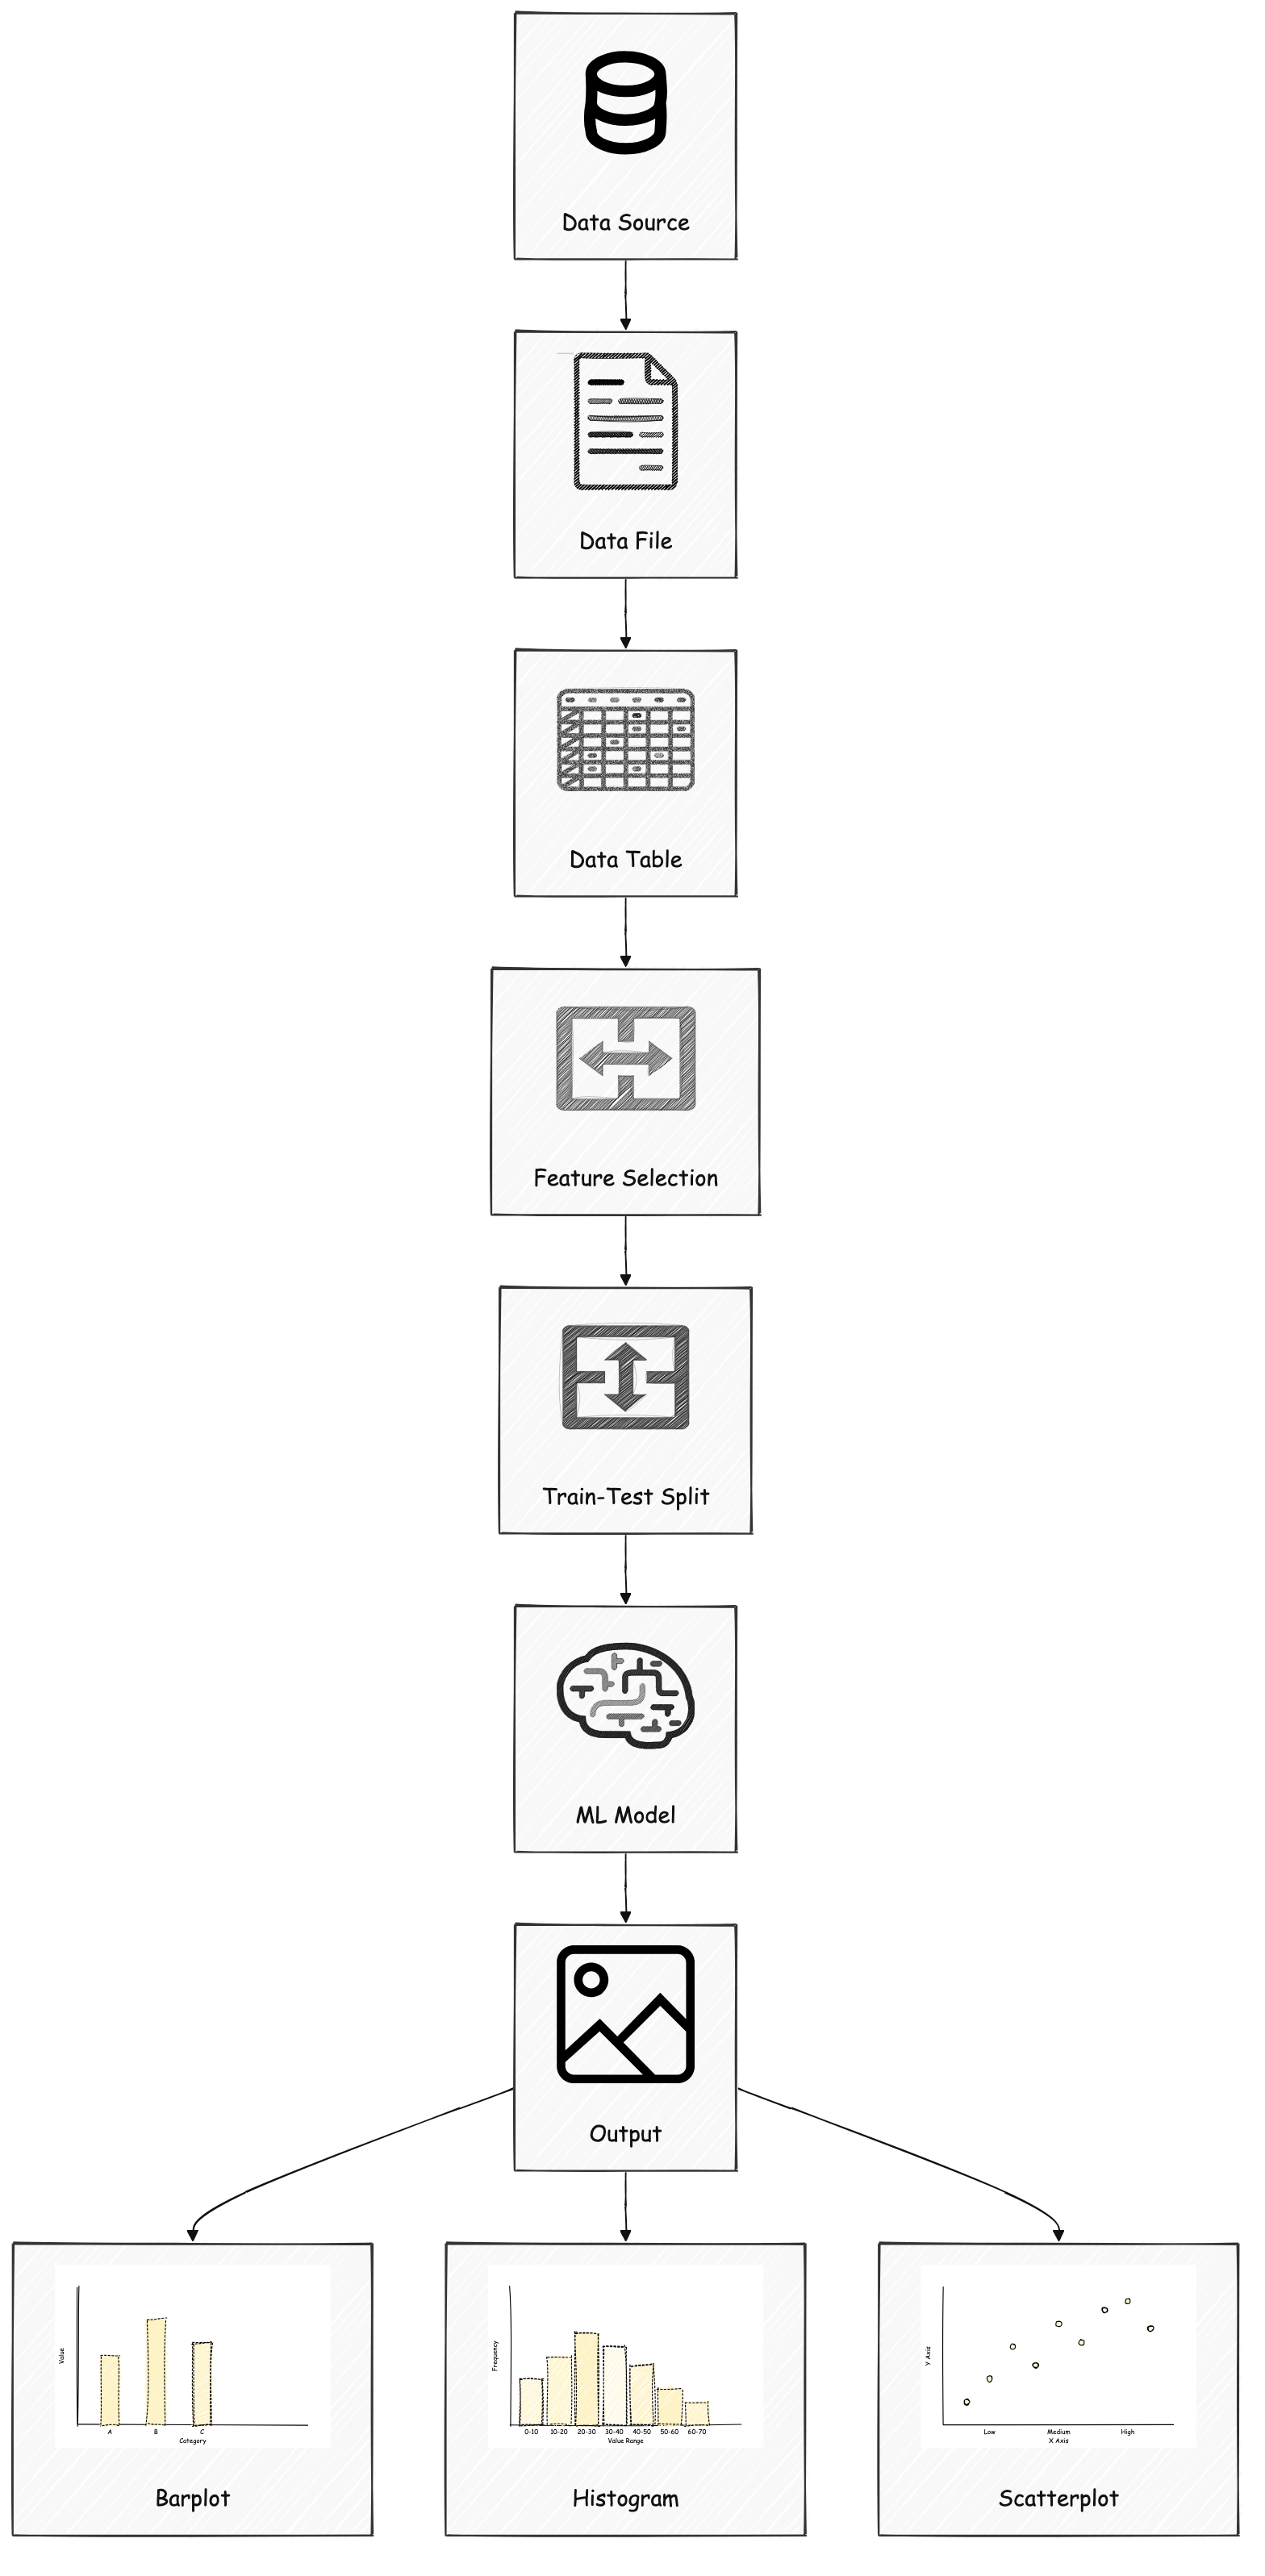 Data Source
Data File
Data Table
Feature Selection
Train-Test Split
ML Model
Output
Value
A B C
Category
Barplot
Frequency
0-10 10-20 20-30 30-40 40-50 50-60 60-70
Value Range
Histogram
Y Axis
Low Medium High
X Axis
Scatterplot